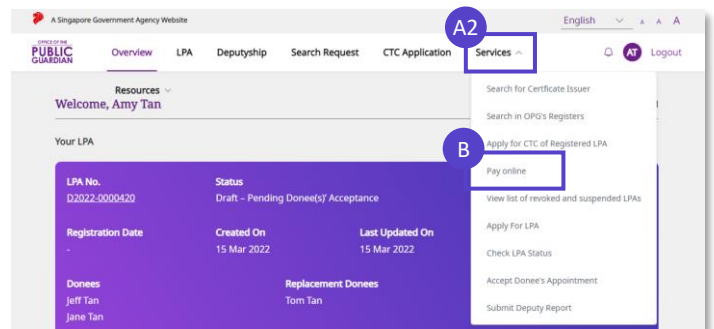 A Singapore Government Agency Website
English
A A A
A2
OFFICE OF THE
PUBLIC
GUARDIAN
Overview LPA Deputyship Search Request CTC Application Services
AT Logout
Resources
Welcome, Amy Tan
Your LPA
LPA No.
D2022-0000420
Status
Draft – Pending Donee(s)' Acceptance
Registration Date
-
Created On
15 Mar 2022
Last Updated On
15 Mar 2022
Donees
Jeff Tan
Jane Tan
Replacement Donees
Tom Tan
Search for Certficate Issuer
Search in OPG's Registers
Apply for CTC of Registered LPA
B
Pay online
View list of revoked and suspended LPAs
Apply For LPA
Check LPA Status
Accept Donee's Appointment
Submit Deputy Report